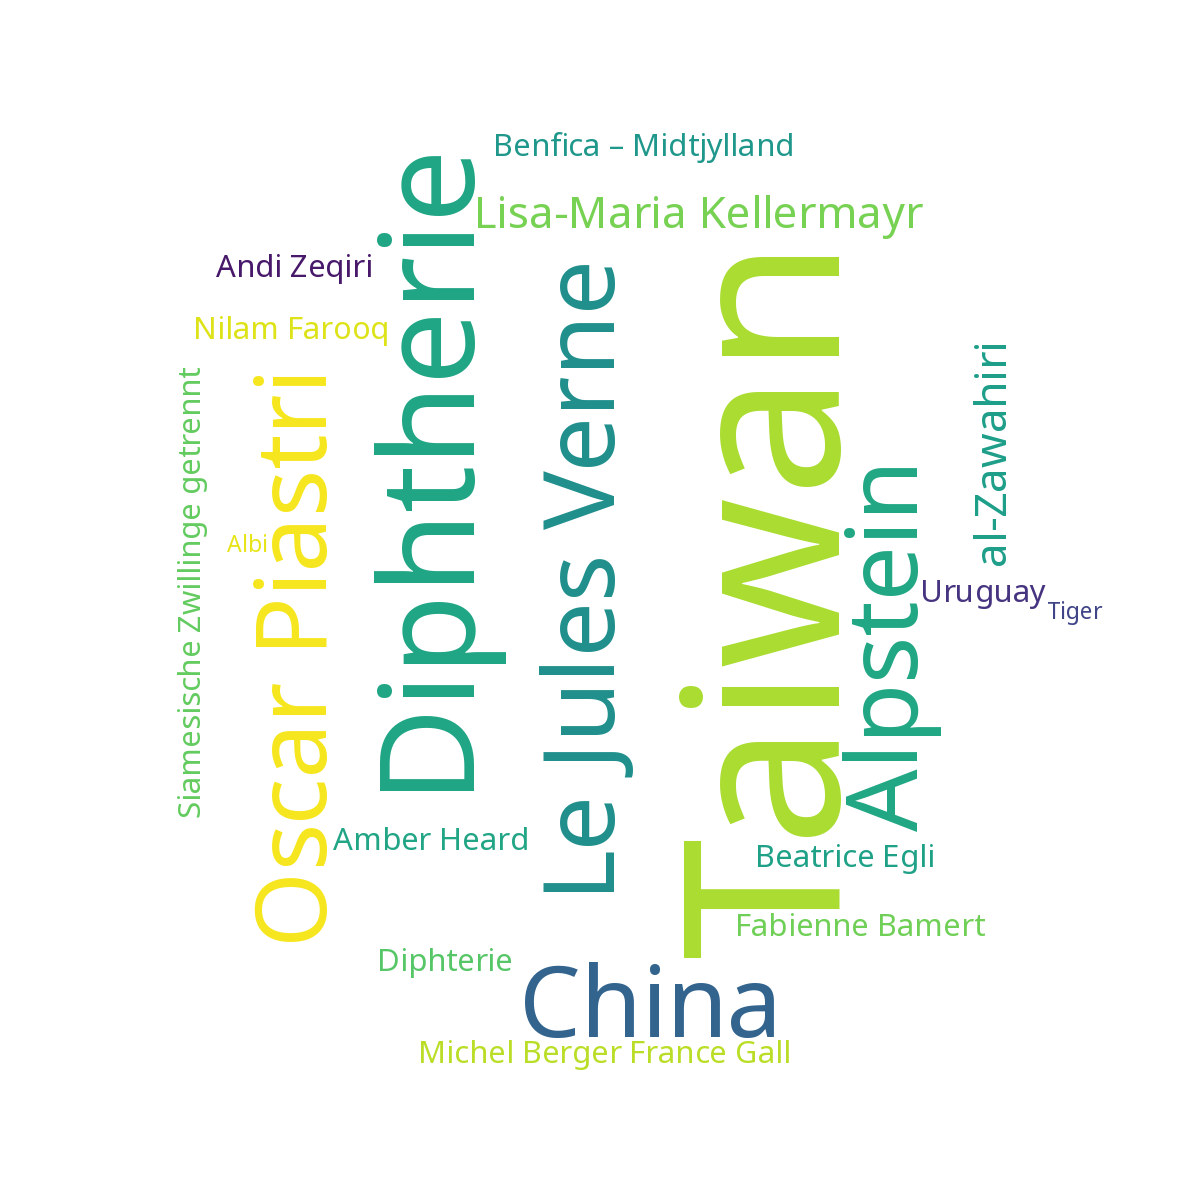 Benfica – Midtjylland
Lisa-Maria Kellermayr
Andi Zeqiri
Nilam Farooq
Siamesische Zwillinge getrennt
Oscar Piastri
Albi
Diphtherie
Le Jules Verne
Taiwan
Alpstein
al-Zawahiri
Uruguay
Tiger
Amber Heard
Beatrice Egli
Fabienne Bamert
Diphterie
China
Michel Berger France Gall